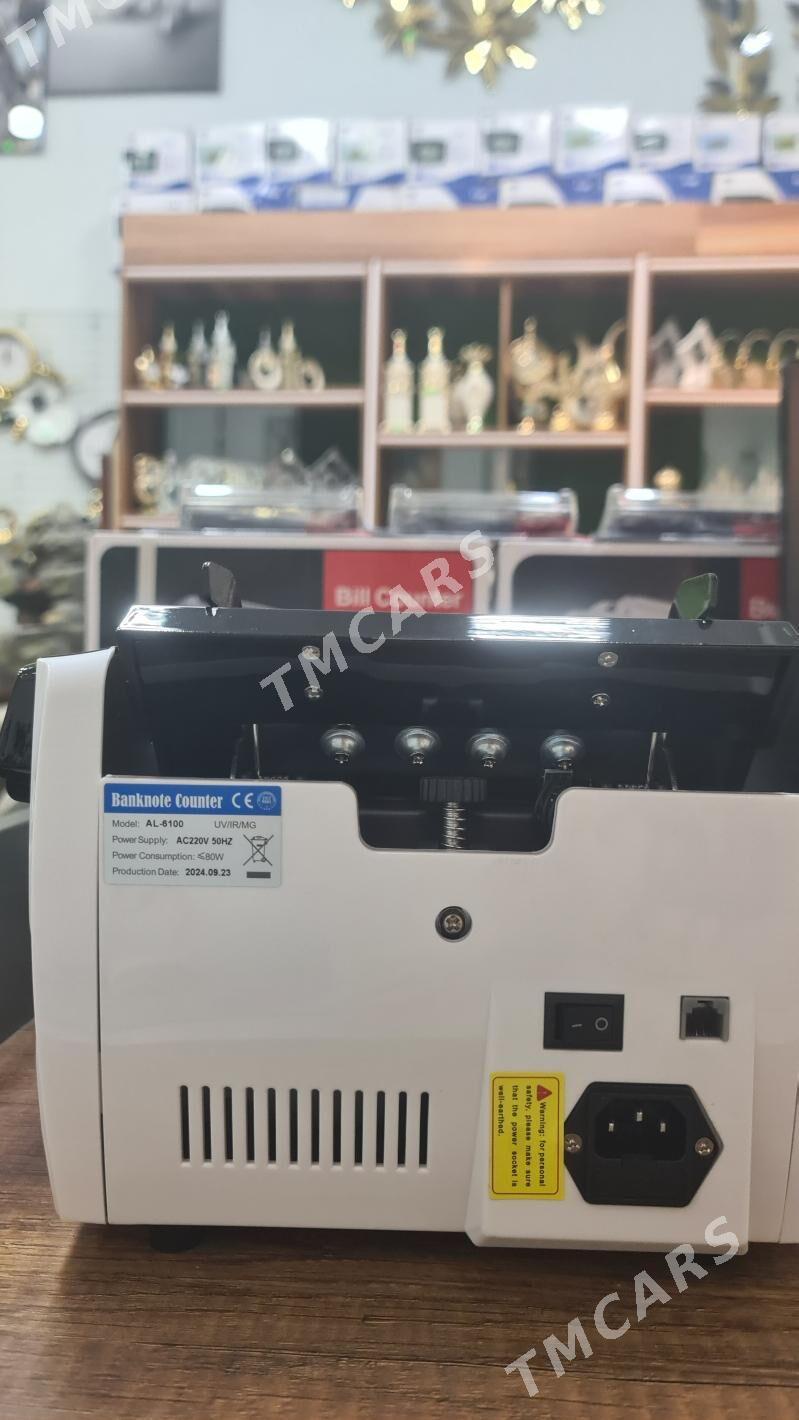 TMCARS
Bill Counter
TMCARS
Banknote Counter CE
Model: AL-6100 UV/IR/MG
Power Supply: AC220V 50HZ
Power Consumption: ≤80W
Production Date: 2024.09.23
Warning: for personal
safety, please make sure
that the power socket is
well-earthed.
TMCARS